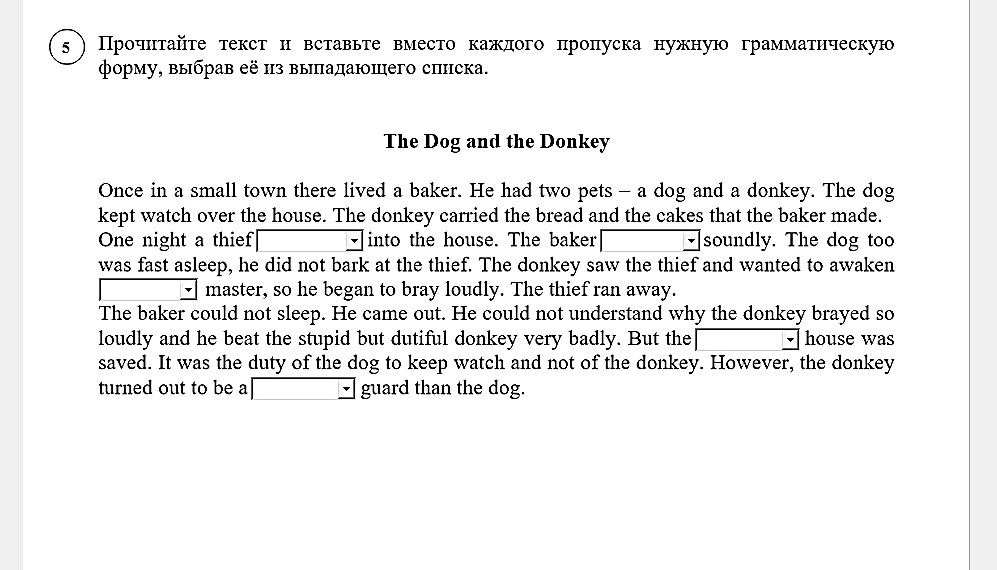 5 Прочитайте текст и вставьте вместо каждого пропуска нужную грамматическую
форму, выбрав её из выпадающего списка.
The Dog and the Donkey
Once in a small town there lived a baker. He had two pets – a dog and a donkey. The dog
kept watch over the house. The donkey carried the bread and the cakes that the baker made.
One night a thief into the house. The baker soundly. The dog too
was fast asleep, he did not bark at the thief. The donkey saw the thief and wanted to awaken
master, so he began to bray loudly. The thief ran away.
The baker could not sleep. He came out. He could not understand why the donkey brayed so
loudly and he beat the stupid but dutiful donkey very badly. But the house was
saved. It was the duty of the dog to keep watch and not of the donkey. However, the donkey
turned out to be a guard than the dog.